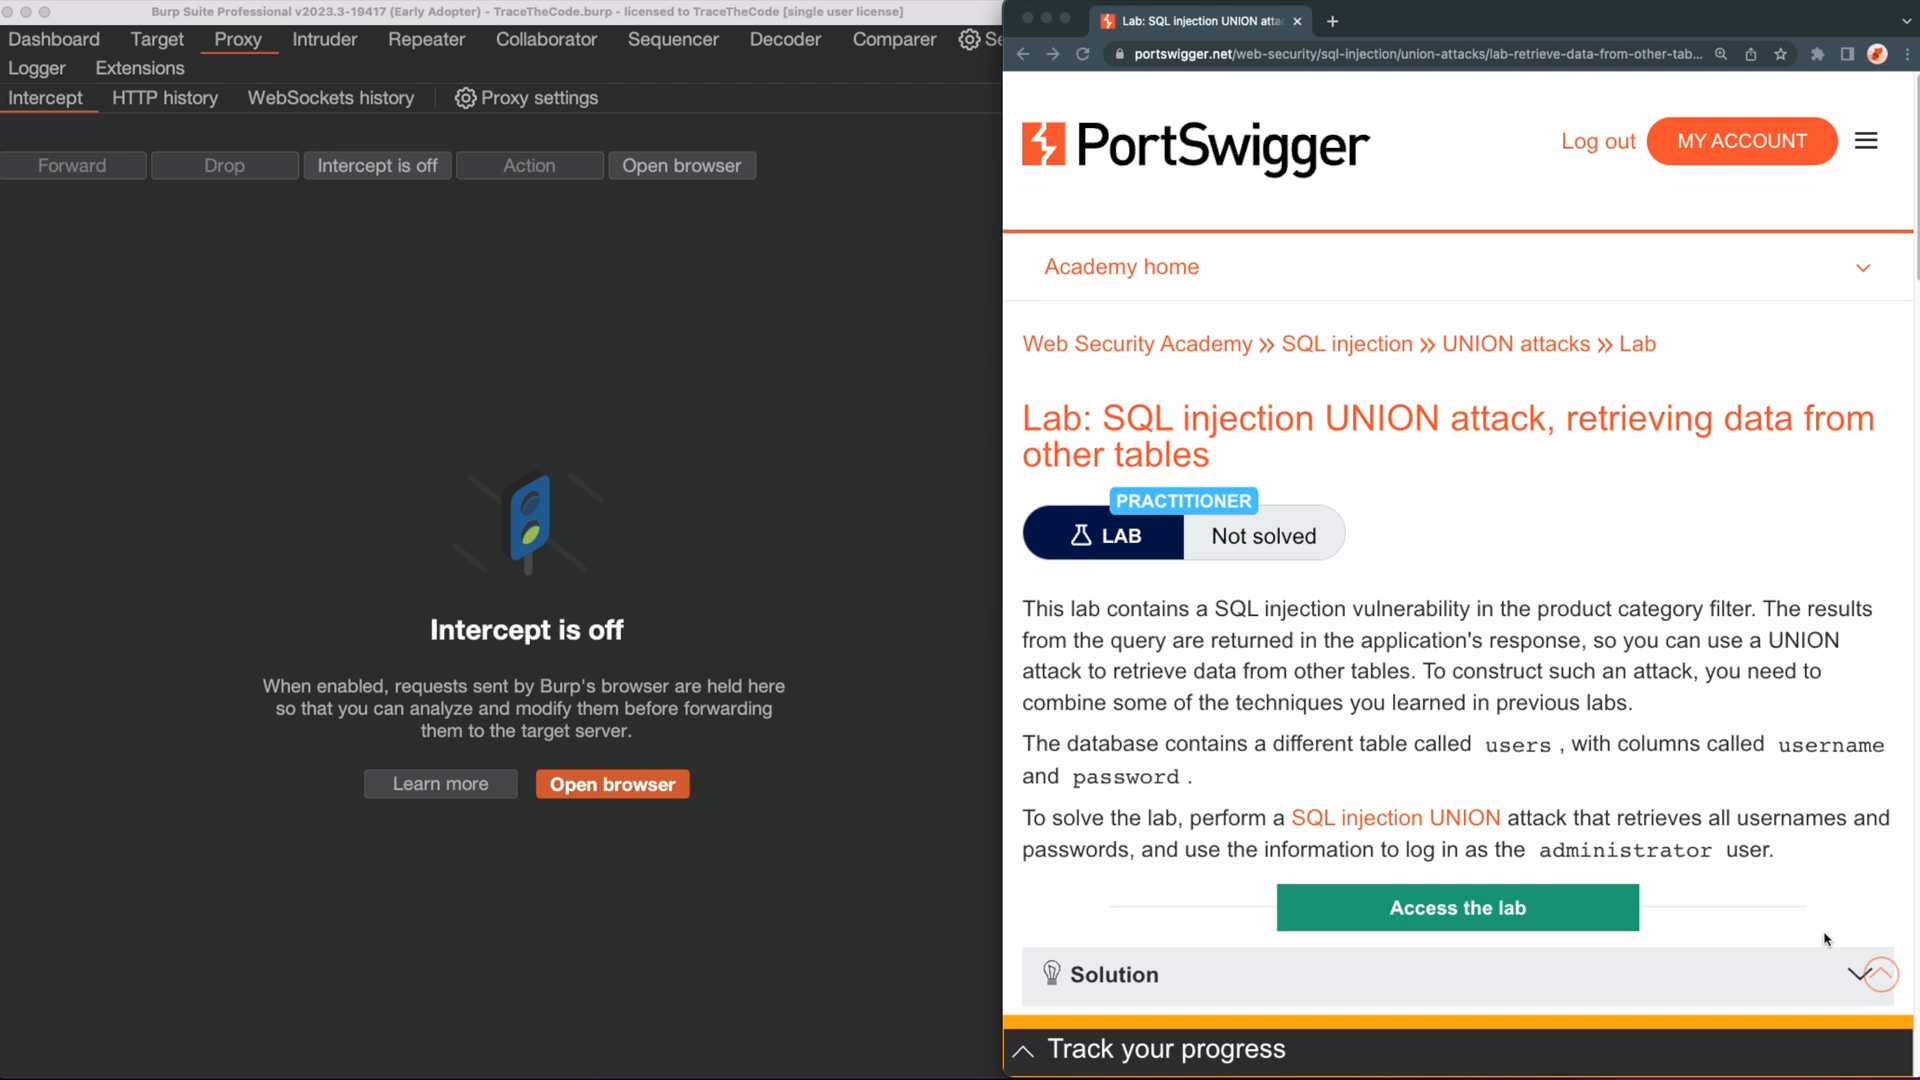 Burp Suite Professional v2023.3-19417 (Early Adopter) - TraceTheCode.burp - licensed to TraceTheCode [single user license]
Dashboard Target Proxy Intruder Repeater Collaborator Sequencer Decoder Comparer Se
Logger Extensions
Intercept HTTP history WebSockets history Proxy settings
Forward Drop Intercept is off Action Open browser
Intercept is off
When enabled, requests sent by Burp's browser are held here
so that you can analyze and modify them before forwarding
them to the target server.
Learn more Open browser
Lab: SQL injection UNION atta
portswigger.net/web-security/sql-injection/union-attacks/lab-retrieve-data-from-other-tab...
PortSwigger
Log out MY ACCOUNT
Academy home
Web Security Academy » SQL injection » UNION attacks » Lab
Lab: SQL injection UNION attack, retrieving data from
other tables
PRACTITIONER
LAB Not solved
This lab contains a SQL injection vulnerability in the product category filter. The results
from the query are returned in the application's response, so you can use a UNION
attack to retrieve data from other tables. To construct such an attack, you need to
combine some of the techniques you learned in previous labs.
The database contains a different table called users , with columns called username
and password .
To solve the lab, perform a SQL injection UNION attack that retrieves all usernames and
passwords, and use the information to log in as the administrator user.
Access the lab
Solution
Track your progress